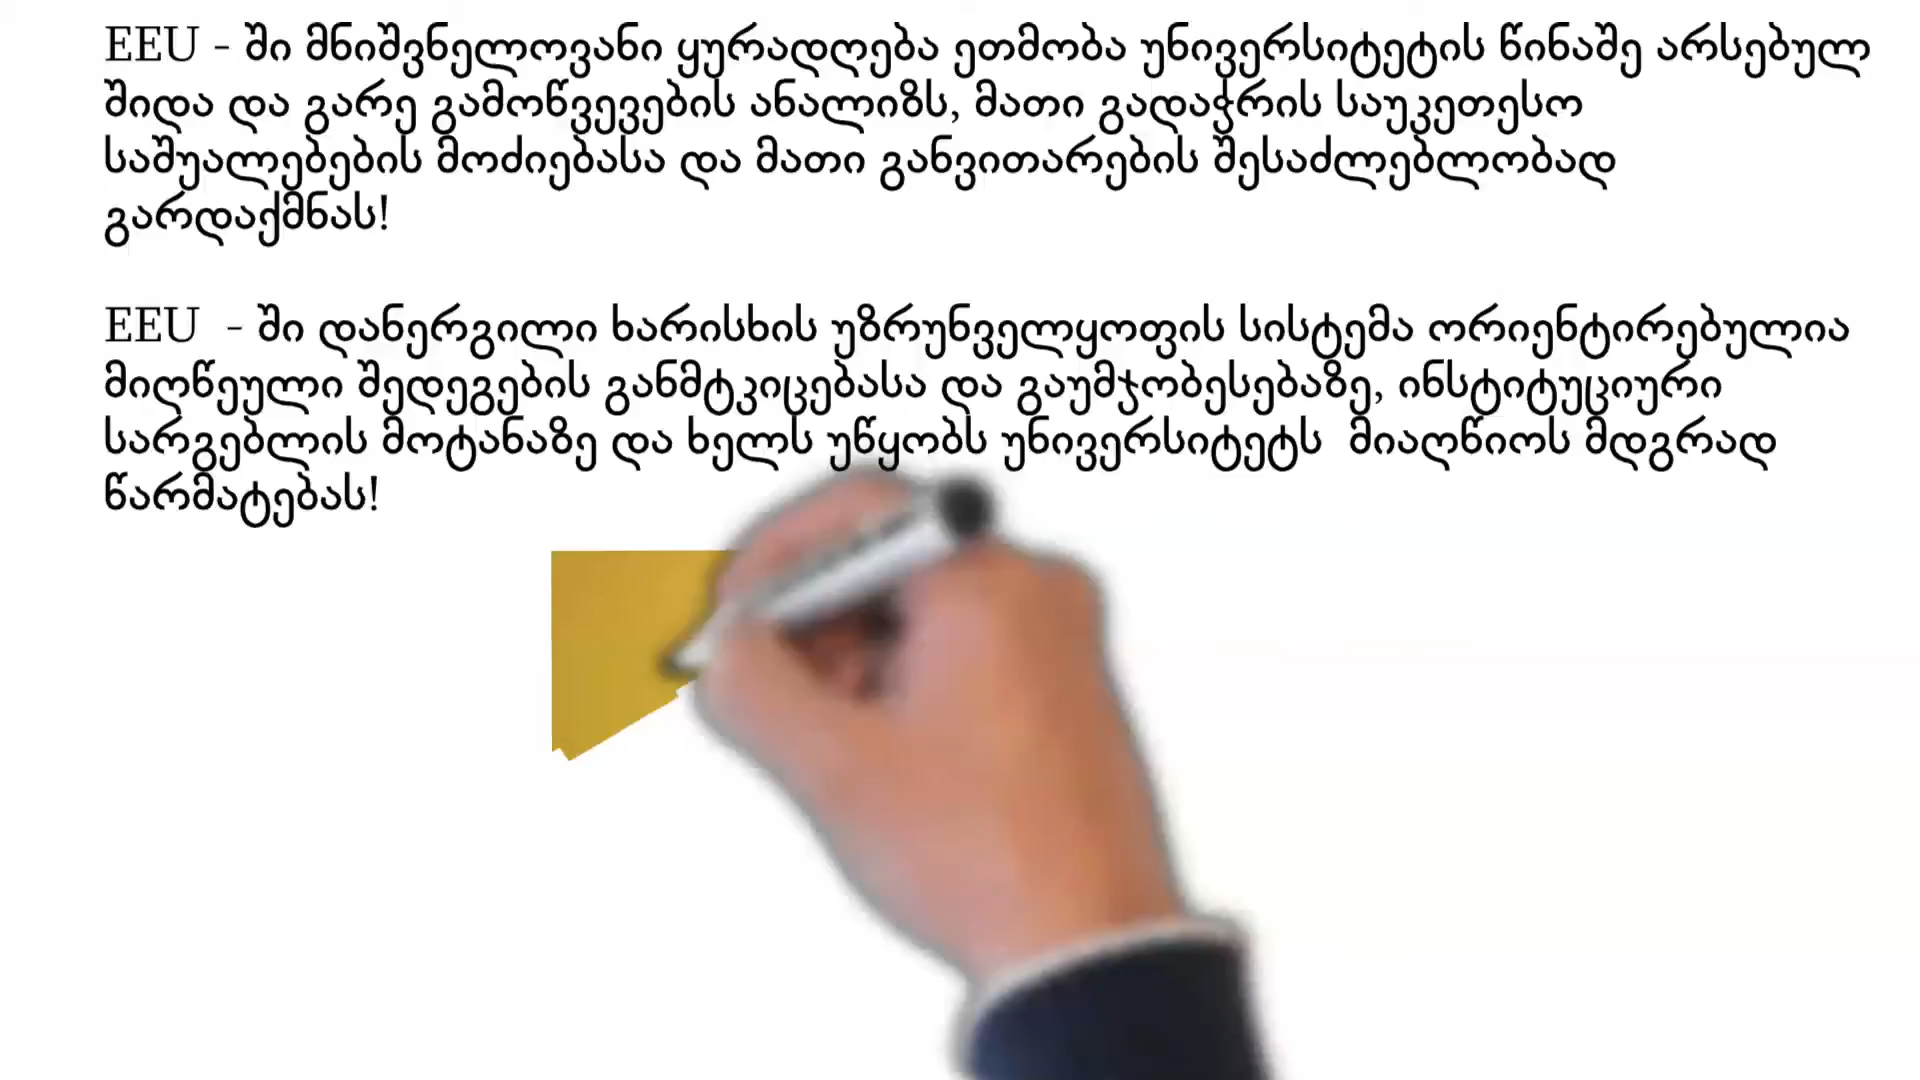 EEU - ში მნიშვნელოვანი ყურადღება ეთმობა უნივერსიტეტის წინაშე არსებულ
შიდა და გარე გამოწვევების ანალიზს, მათი გადაჭრის საუკეთესო
საშუალებების მოძიებასა და მათი განვითარების შესაძლებლობად
გარდაქმნას!
EEU - ში დანერგილი ხარისხის უზრუნველყოფის სისტემა ორიენტირებულია
მიღწეული შედეგების განმტკიცებასა და გაუმჯობესებაზე, ინსტიტუციური
სარგებლის მოტანაზე და ხელს უწყობს უნივერსიტეტს მიაღწიოს მდგრად
წარმატებას!